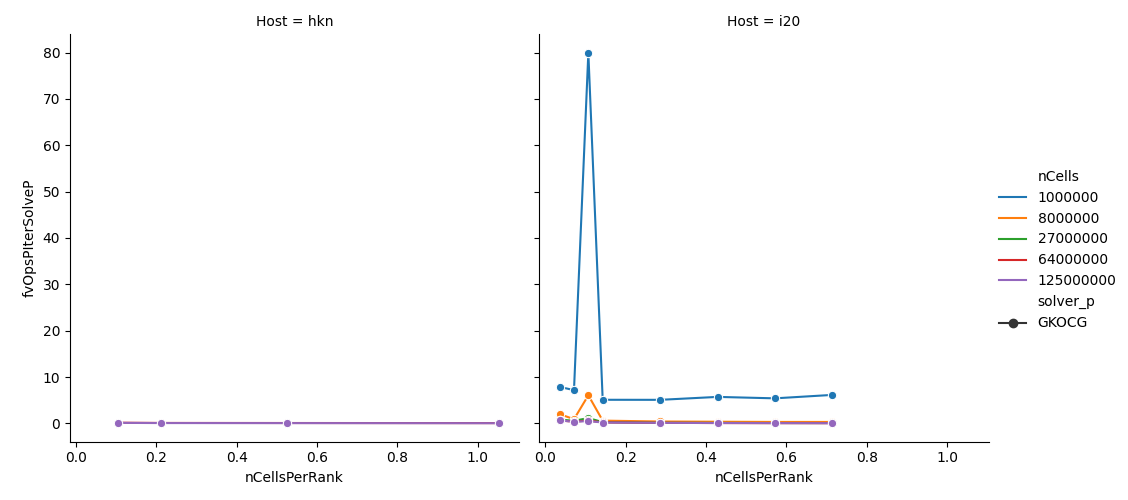 Host = hkn
Host = i20
80
70
60
50
40
30
20
10
0
fvOpsPIterSolveP
0.0 0.2 0.4 0.6 0.8 1.0
0.0 0.2 0.4 0.6 0.8 1.0
nCellsPerRank
nCellsPerRank
nCells
1000000
8000000
27000000
64000000
125000000
solver_p
GKOCG